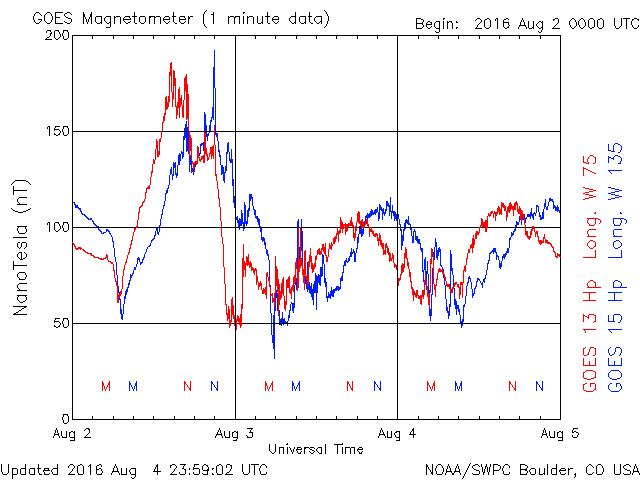 GOES Magnetometer (1 minute data)
Begin: 2016 Aug 2 0000 UTC
200
150
100
50
0
NanoTesla (nT)
M M N N M M N N M M N N
Aug 2 Aug 3 Aug 4 Aug 5
Universal Time
GOES 13 Hp Long. W 75
GOES 15 Hp Long. W 135
Updated 2016 Aug 4 23:59:02 UTC
NOAA/SWPC Boulder, CO USA